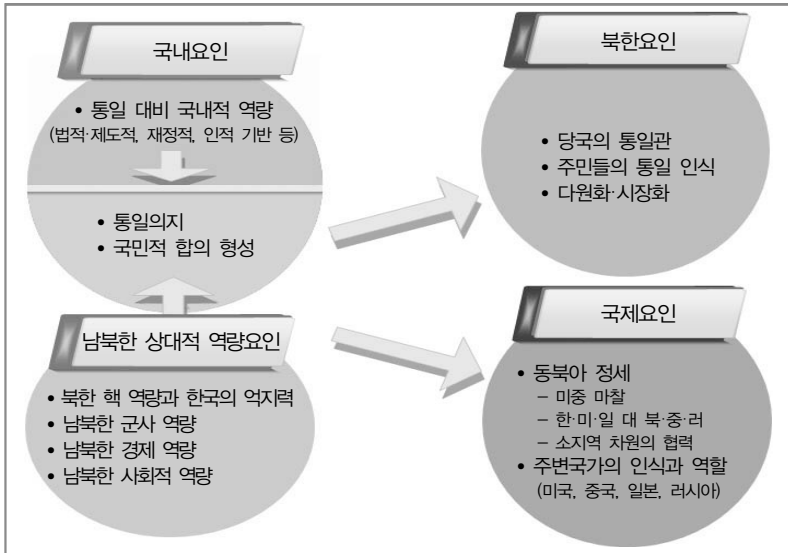 국내요인
• 통일 대비 국내적 역량
(법적·제도적, 재정적, 인적 기반 등)
• 통일의지
• 국민적 합의 형성
남북한 상대적 역량요인
• 북한 핵 역량과 한국의 억지력
• 남북한 군사 역량
• 남북한 경제 역량
• 남북한 사회적 역량
북한요인
• 당국의 통일관
• 주민들의 통일 인식
• 다원화·시장화
국제요인
• 동북아 정세
– 미중 마찰
– 한·미·일 대 북·중·러
– 소지역 차원의 협력
• 주변국가의 인식과 역할
(미국, 중국, 일본, 러시아)